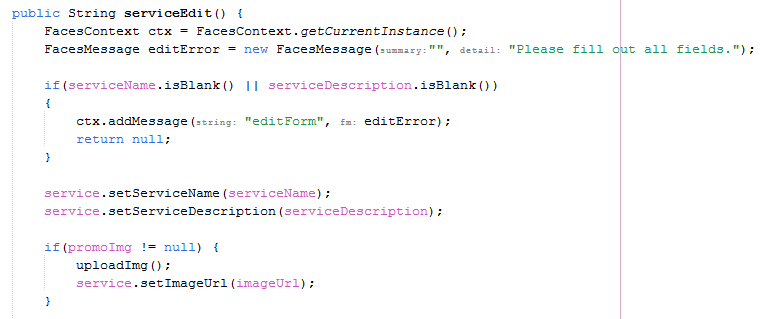 public String serviceEdit() {
FacesContext ctx = FacesContext.getCurrentInstance();
FacesMessage editError = new FacesMessage(summary:"", detail: "Please fill out all fields.");
if(serviceName.isBlank() || serviceDescription.isBlank())
{
ctx.addMessage(string: "editForm", fm: editError);
return null;
}
service.setServiceName(serviceName);
service.setServiceDescription(serviceDescription);
if(promoImg != null) {
uploadImg();
service.setImageUrl(imageUrl);
}